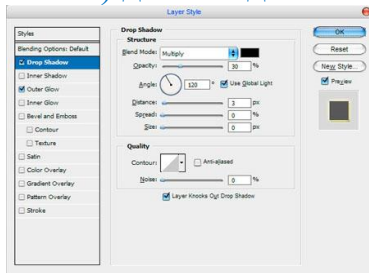 Layer Style
Styles
Blending Options: Default
Drop Shadow
Inner Shadow
Outer Glow
Inner Glow
Bevel and Emboss
Contour
Texture
Satin
Color Overlay
Gradient Overlay
Pattern Overlay
Stroke
Drop Shadow
Structure
Blend Mode: Multiply
Opacity: 30 %
Angle: 120 ° Use Global Light
Distance: 3 px
Spread: 0 %
Size: 0 px
Quality
Contour: Anti-aliased
Noise: 0 %
Layer Knocks Out Drop Shadow
OK
Reset
New Style...
Preview